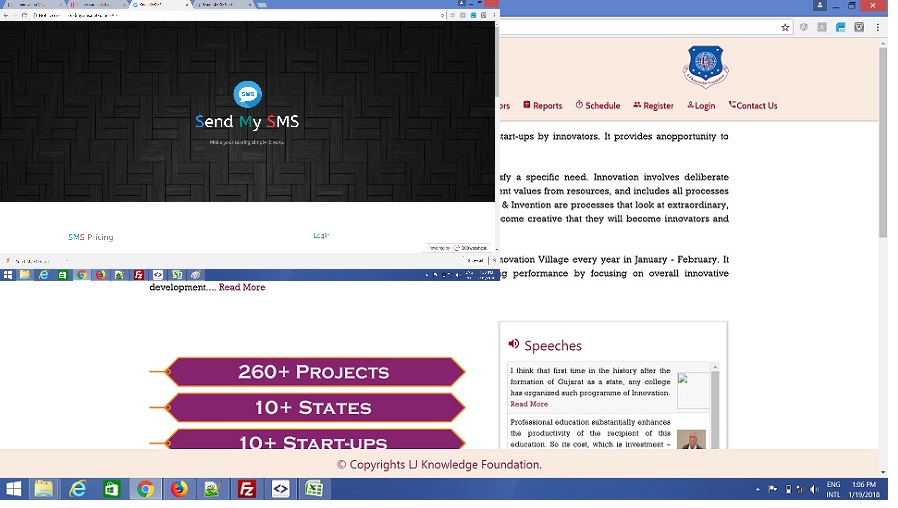 SMS
Send My SMS
Make your texting simple & easy.
SMS Pricing
Login
Powered by 000webhost
ors Reports Schedule Register Login Contact Us
start-ups by innovators. It provides anopportunity to
sfy a specific need. Innovation involves deliberate
ent values from resources, and includes all processes
& Invention are processes that look at extraordinary,
come creative that they will become innovators and
nnovation Village every year in January - February. It
ng performance by focusing on overall innovative
development.... Read More
260+ Projects
10+ States
10+ Start-ups
Speeches
I think that first time in the history after the
formation of Gujarat as a state, any college
has organized such programme of Innovation.
Read More
Professional education substantially enhances
the productivity of the recipient of this
education. So its cost, which is investment –
© Copyrights LJ Knowledge Foundation.
ENG 1:06 PM
INTL 1/19/2018